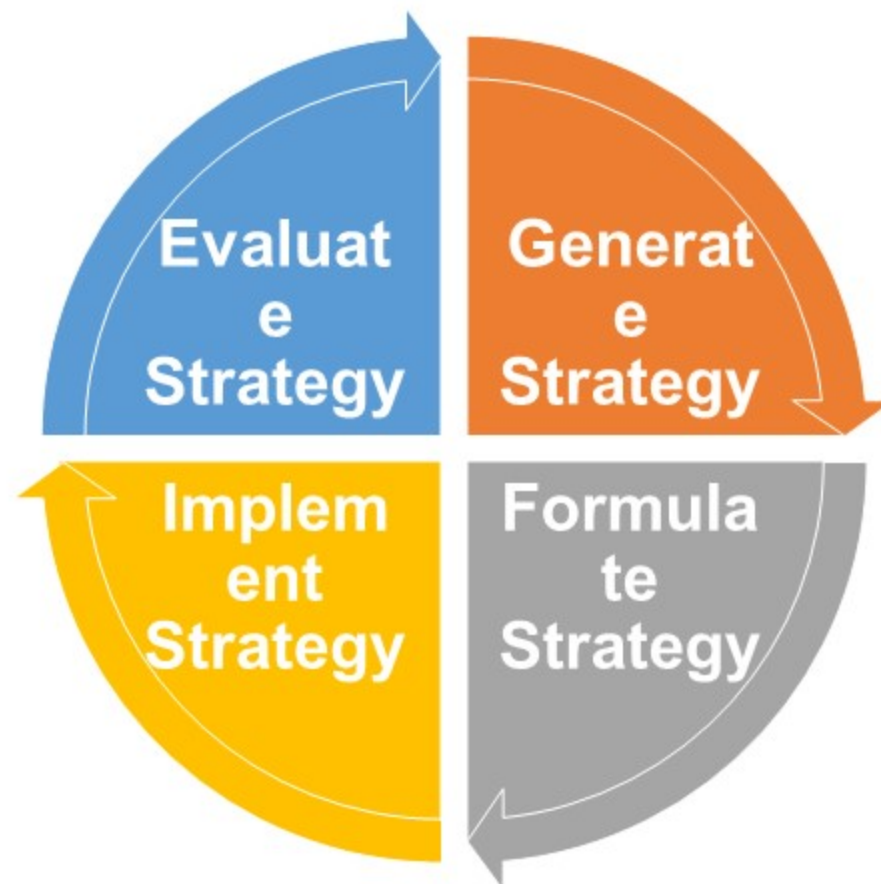 Evaluat
e
Strategy
Generat
e
Strategy
Implem
ent
Strategy
Formula
te
Strategy